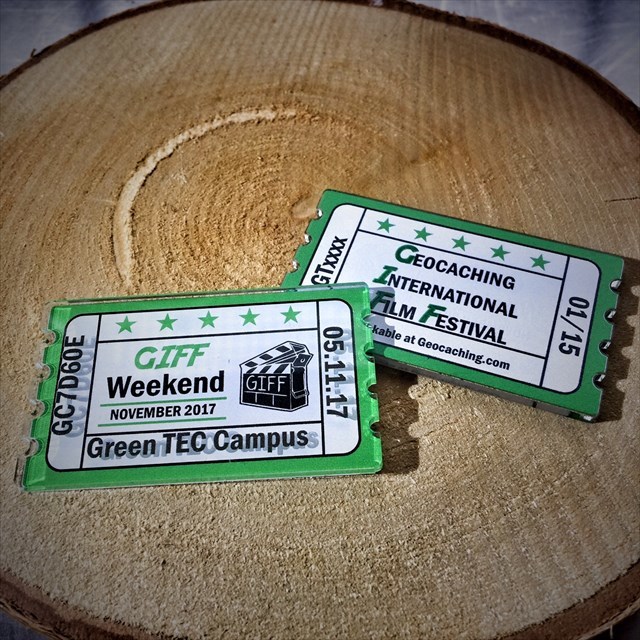 GC7D60E
GIFF
Weekend
NOVEMBER 2017
Green TEC Campus
GIFF
05.11.17
GTXXXX
GEOCACHING
INTERNATIONAL
FILM FESTIVAL
at Geocaching.com
01/15